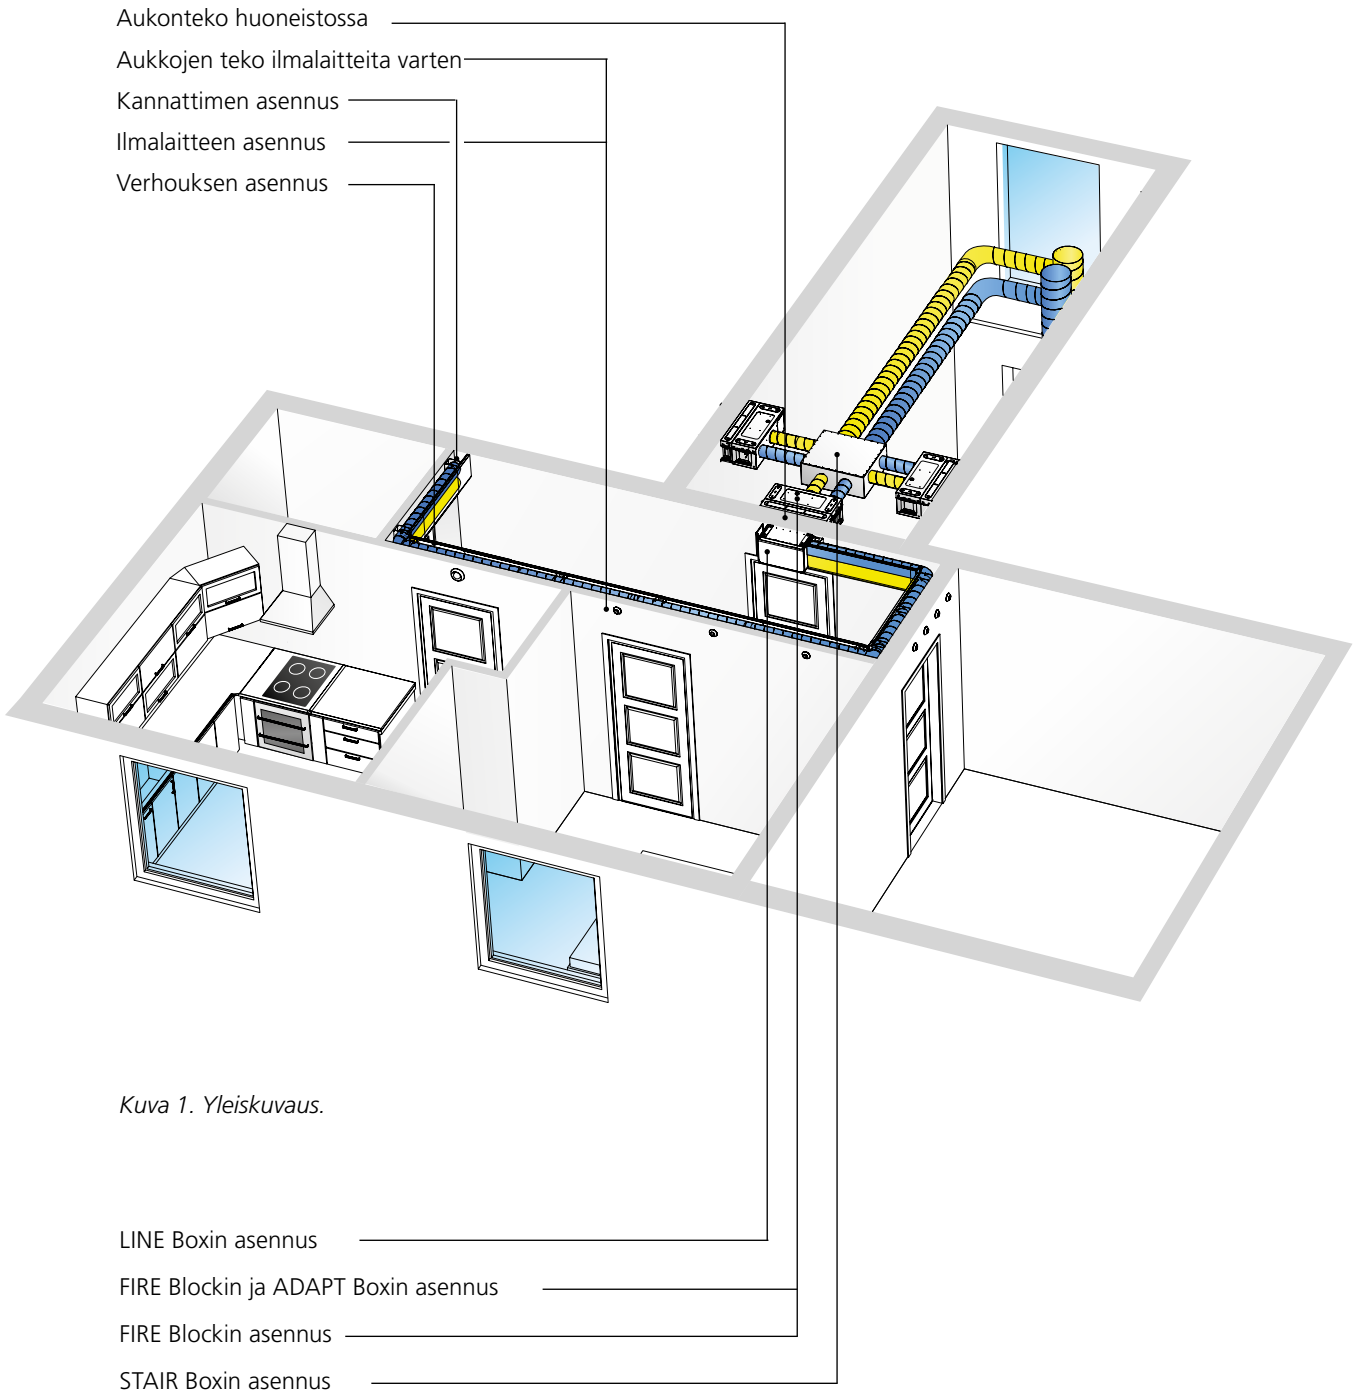 Aukonteko huoneistossa
Aukkojen teko ilmalaitteita varten
Kannattimen asennus
Ilmalaitteen asennus
Verhouksen asennus
Kuva 1. Yleiskuvaus.
LINE Boxin asennus
FIRE Blockin ja ADAPT Boxin asennus
FIRE Blockin asennus
STAIR Boxin asennus